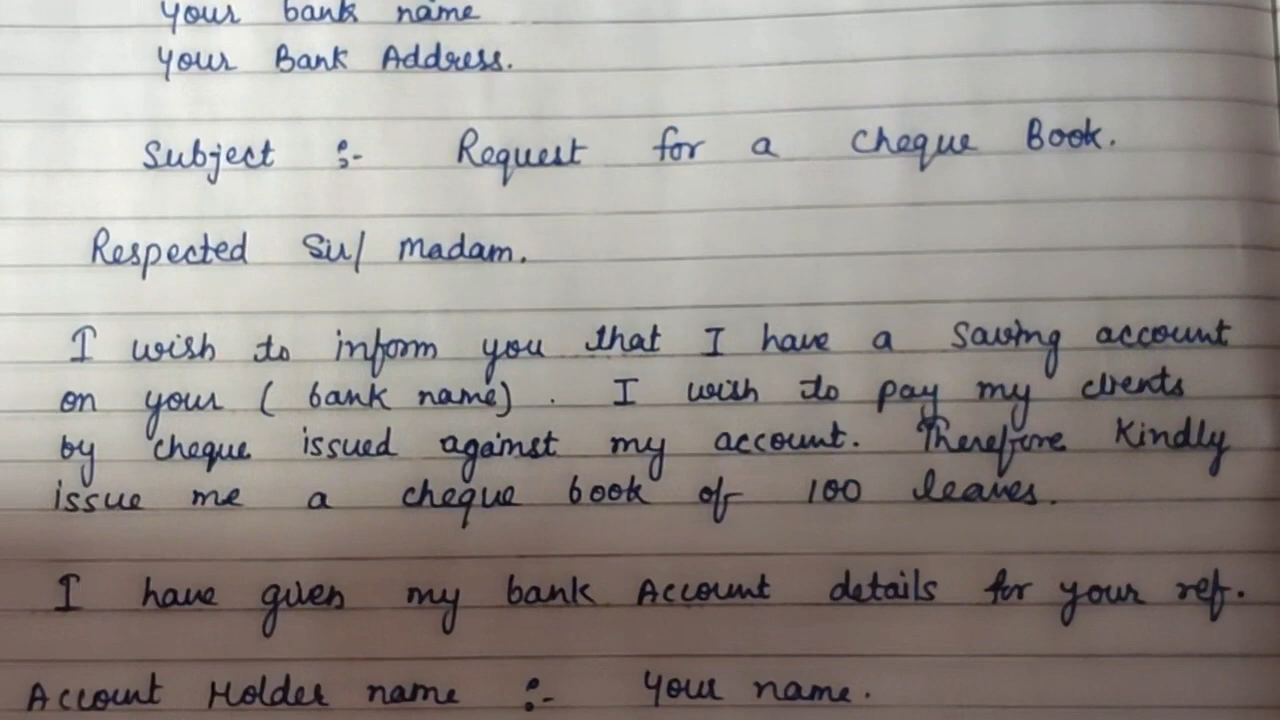 Your bank name
Your Bank Address.
Subject :- Request for a cheque Book.
Respected Sir/ Madam.
I wish to inform you that I have a saving account
on your ( bank name) . I wish to pay my clients
by cheque issued against my account. Therefore kindly
issue me a cheque book of 100 leaves.
I have given my bank Account details for your ref.
Account Holder name :- Your name.